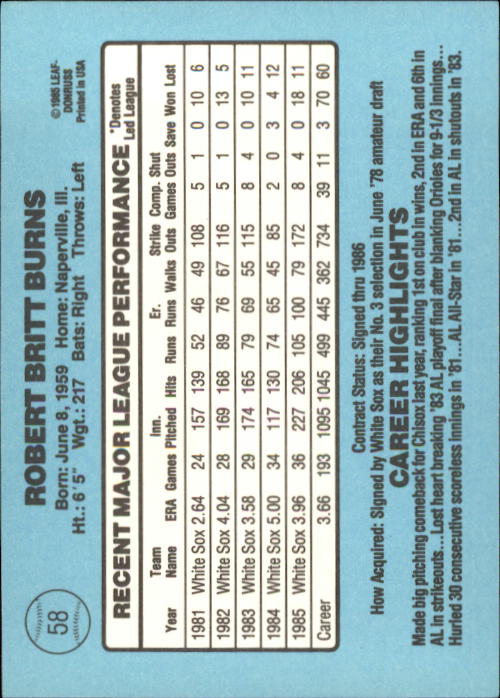 58
ROBERT BRITT BURNS
© 1985 LEAF-
DONRUSS
Printed in USA
Born: June 8, 1959 Home: Naperville, Ill.
Ht.: 6'5" Wgt.: 217 Bats: Right Throws: Left
RECENT MAJOR LEAGUE PERFORMANCE *Denotes
Led League
Team Inn. Er. Strike Comp. Shut
Year Name ERA Games Pitched Hits Runs Runs Walks Outs Games Outs Save Won Lost
1981 White Sox 2.64 24 157 139 52 46 49 108 5 1 0 10 6
1982 White Sox 4.04 28 169 168 89 76 67 116 5 1 0 13 5
1983 White Sox 3.58 29 174 165 79 69 55 115 8 4 0 10 11
1984 White Sox 5.00 34 117 130 74 65 45 85 2 0 3 4 12
1985 White Sox 3.96 36 227 206 105 100 79 172 8 4 0 18 11
Career 3.66 193 1095 1045 499 445 362 734 39 11 3 70 60
Contract Status: Signed thru 1986
How Acquired: Signed by White Sox as their No. 3 selection in June '78 amateur draft
CAREER HIGHLIGHTS
Made big pitching comeback for Chisox last year, ranking 1st on club in wins, 2nd in ERA and 6th in
AL in strikeouts...Lost heart breaking '83 AL playoff final after blanking Orioles for 9-1/3 innings...
Hurled 30 consecutive scoreless innings in '81...AL All-Star in '81...2nd in AL in shutouts in '83.